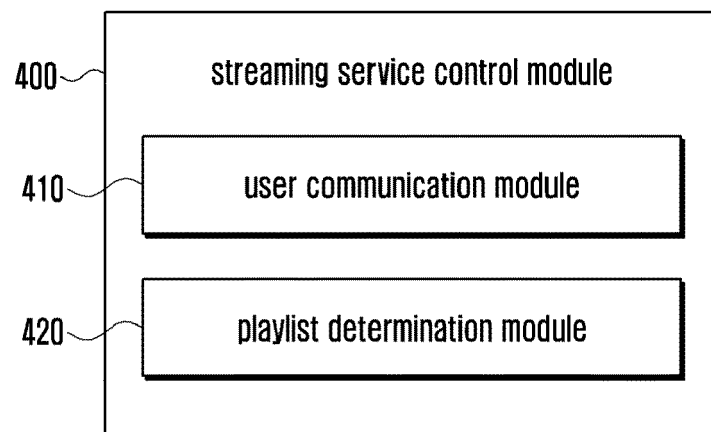 400 streaming service control module
410 user communication module
420 playlist determination module